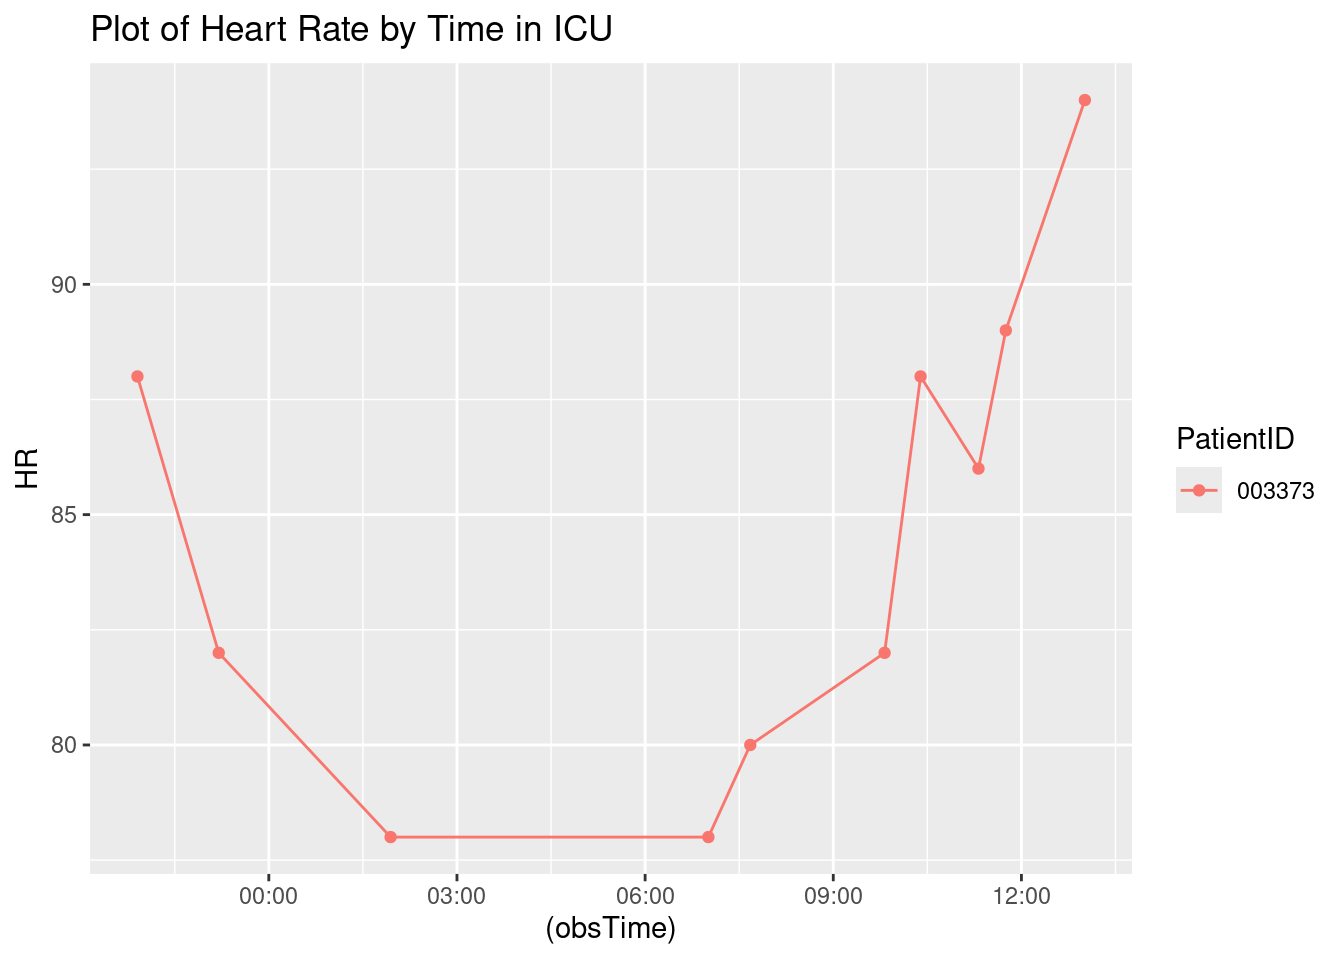 Plot of Heart Rate by Time in ICU
HR
90
85
80
00:00 03:00 06:00 09:00 12:00
(obsTime)
PatientID
003373